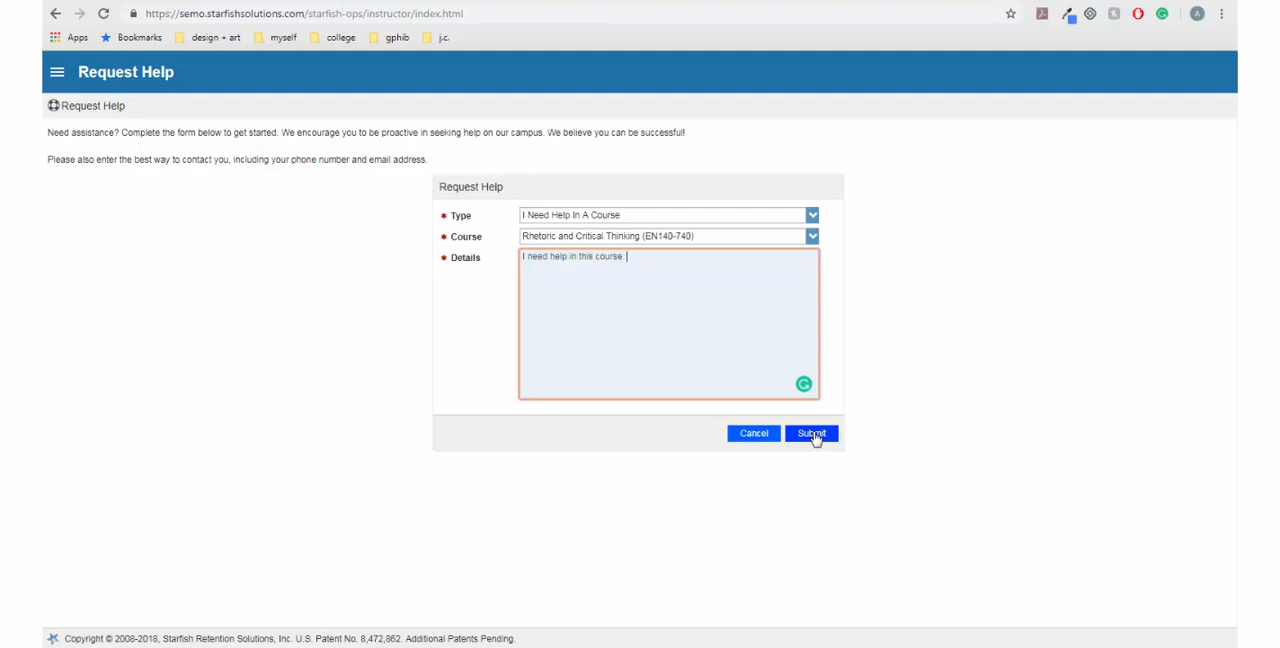 https://semo.starfishsolutions.com/starfish-ops/instructor/index.html
Apps Bookmarks design + art myself college gphib j.c.
Request Help
Request Help
Need assistance? Complete the form below to get started. We encourage you to be proactive in seeking help on our campus. We believe you can be successful!
Please also enter the best way to contact you, including your phone number and email address.
Request Help
* Type I Need Help In A Course
* Course Rhetoric and Critical Thinking (EN140-740)
* Details I need help in this course.
Cancel Submit
Copyright © 2008-2018, Starfish Retention Solutions, Inc. U.S. Patent No. 8,472,862. Additional Patents Pending.